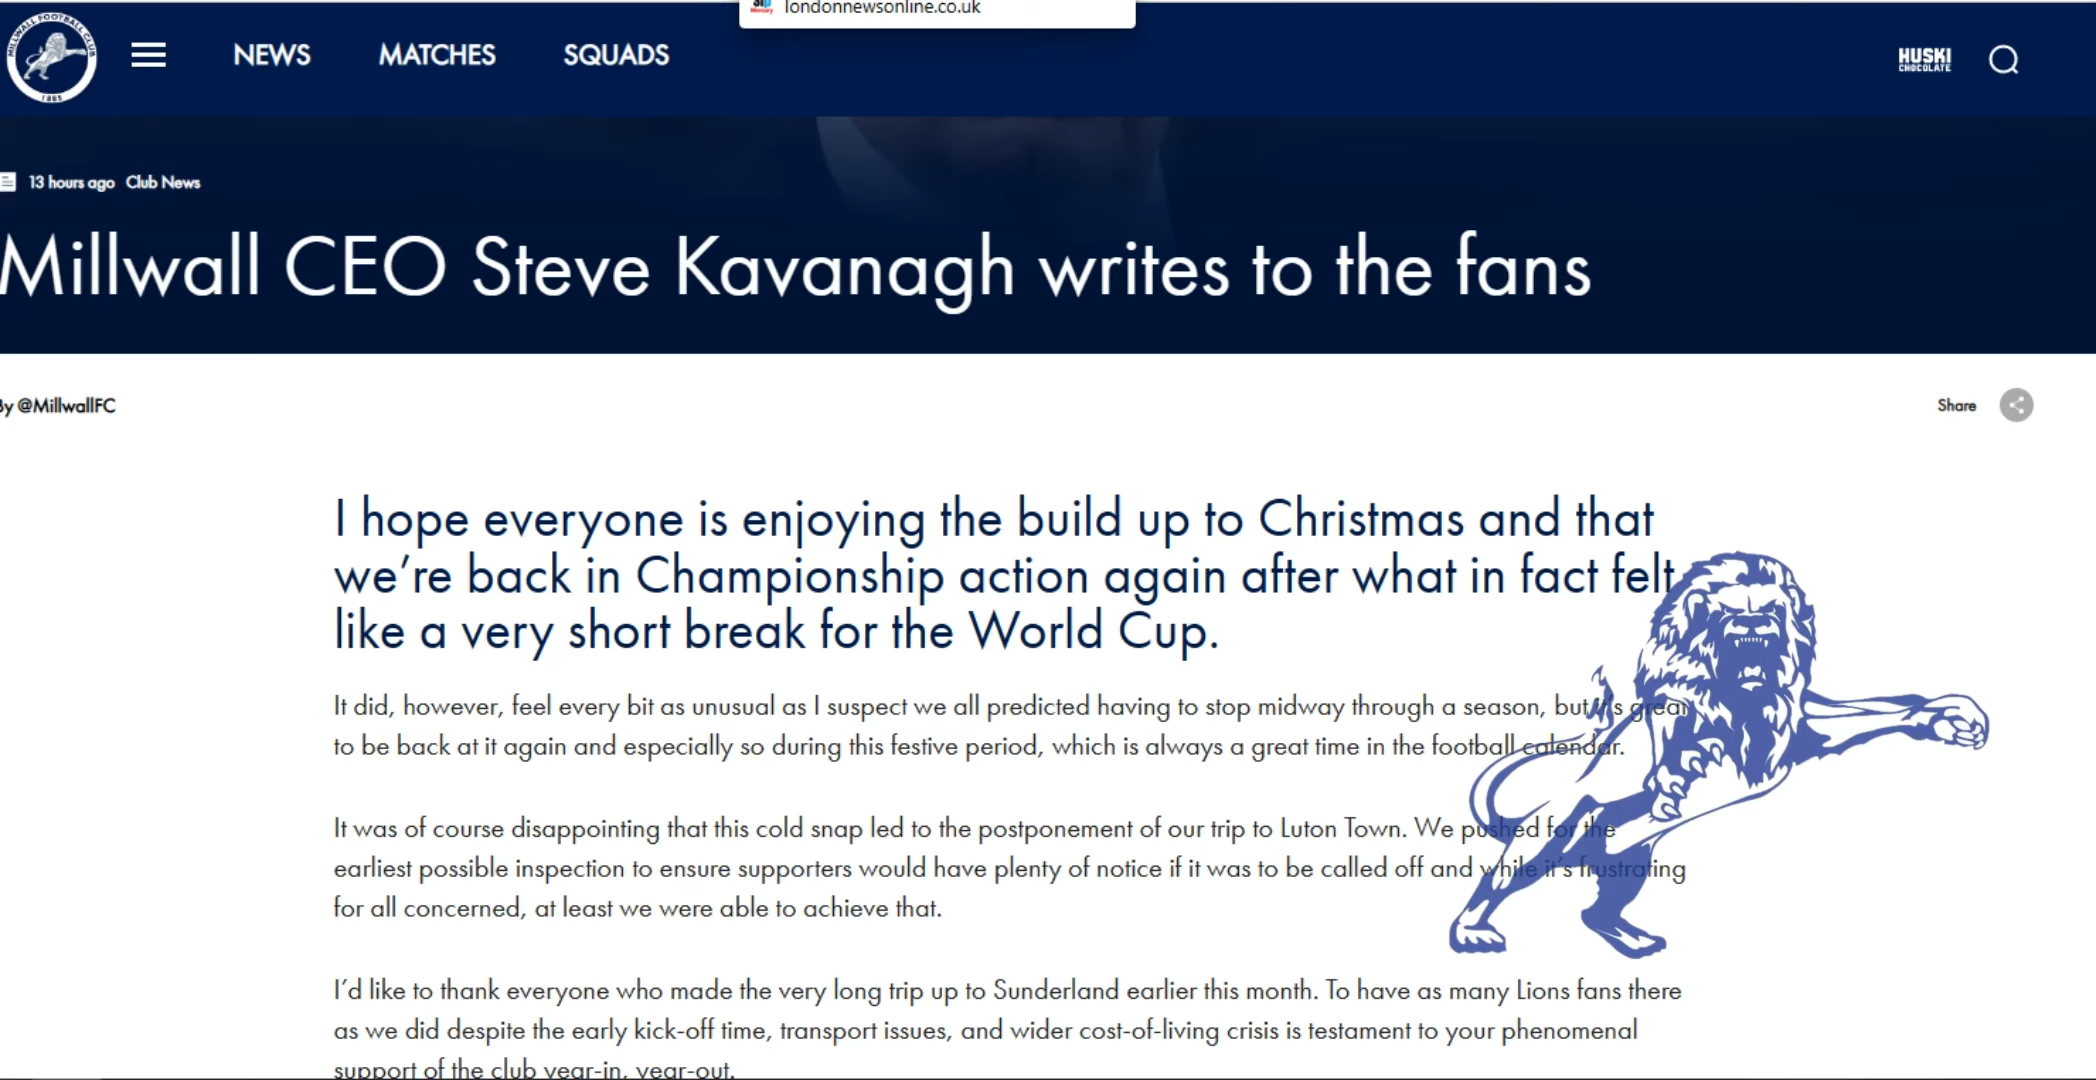 londonnewsonline.co.uk
MILLWALL FOOTBALL CLUB
1885
NEWS MATCHES SQUADS
HUSKI
CHOCOLATE
13 hours ago Club News
Millwall CEO Steve Kavanagh writes to the fans
By @MillwallFC
Share
I hope everyone is enjoying the build up to Christmas and that
we’re back in Championship action again after what in fact felt
like a very short break for the World Cup.
It did, however, feel every bit as unusual as I suspect we all predicted having to stop midway through a season, but it’s great
to be back at it again and especially so during this festive period, which is always a great time in the football calendar.
It was of course disappointing that this cold snap led to the postponement of our trip to Luton Town. We pushed for the
earliest possible inspection to ensure supporters would have plenty of notice if it was to be called off and while it’s frustrating
for all concerned, at least we were able to achieve that.
I’d like to thank everyone who made the very long trip up to Sunderland earlier this month. To have as many Lions fans there
as we did despite the early kick-off time, transport issues, and wider cost-of-living crisis is testament to your phenomenal
support of the club year-in, year-out.